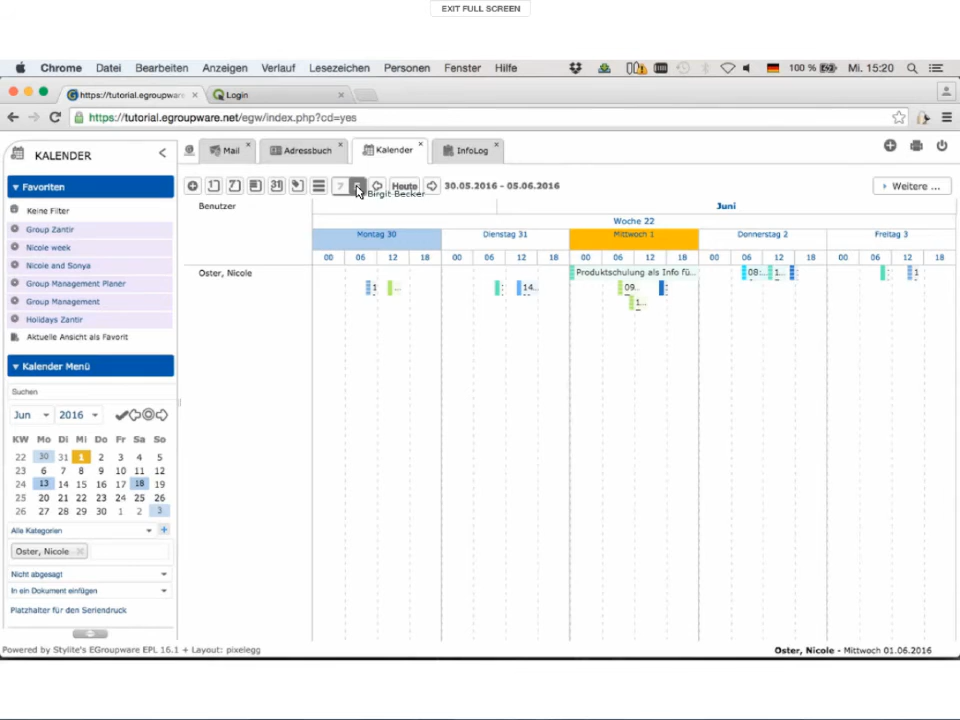 EXIT FULL SCREEN
Chrome Datei Bearbeiten Anzeigen Verlauf Lesezeichen Personen Fenster Hilfe 100 % Mi. 15:20
https://tutorial.egroupware Login
https://tutorial.egroupware.net/egw/index.php?cd=yes
KALENDER Mail Adressbuch Kalender InfoLog
Heute 30.05.2016 - 05.06.2016 Weitere ...
Birgit Becker
Favoriten
Keine Filter
Group Zantir
Nicole week
Nicole and Sonya
Group Management Planer
Group Management
Holidays Zantir
Aktuelle Ansicht als Favorit
Benutzer Juni
Woche 22
Montag 30 Dienstag 31 Mittwoch 1 Donnerstag 2 Freitag 3
00 06 12 18 00 06 12 18 00 06 12 18 00 06 12 18 00 06 12 18
Oster, Nicole Produktschulung als Info fü... 08:... 1... 1
1 ... 14... 09...
1...
Kalender Menü
Suchen
Jun 2016
KW Mo Di Mi Do Fr Sa So
22 30 31 1 2 3 4 5
23 6 7 8 9 10 11 12
24 13 14 15 16 17 18 19
25 20 21 22 23 24 25 26
26 27 28 29 30 1 2 3
Alle Kategorien +
Oster, Nicole
Nicht abgesagt
In ein Dokument einfügen
Platzhalter für den Seriendruck
Powered by Stylite's EGroupware EPL 16.1 + Layout: pixelegg Oster, Nicole - Mittwoch 01.06.2016